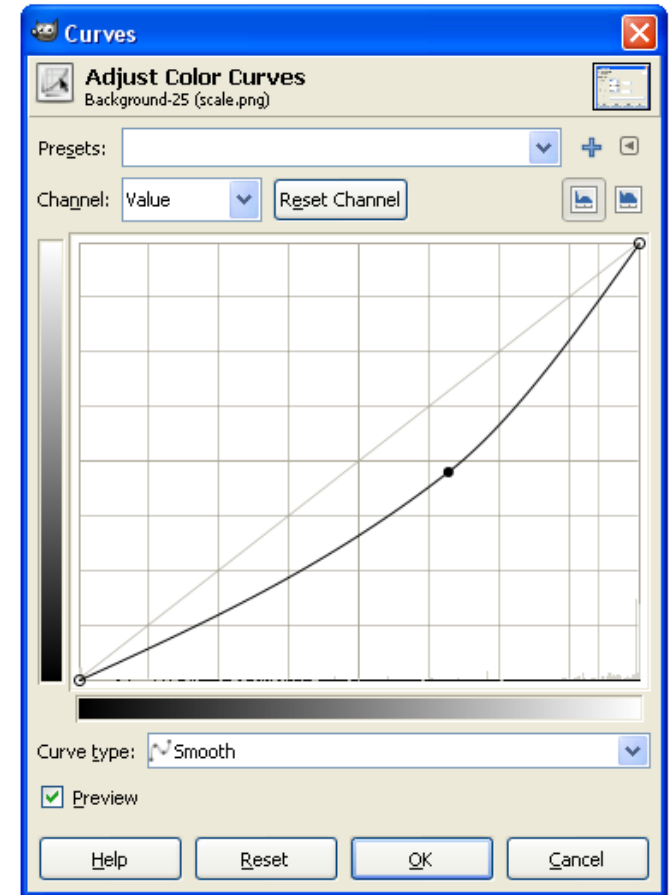 Curves
Adjust Color Curves
Background-25 (scale.png)
Presets:
Channel: Value Reset Channel
Curve type: Smooth
Preview
Help Reset OK Cancel